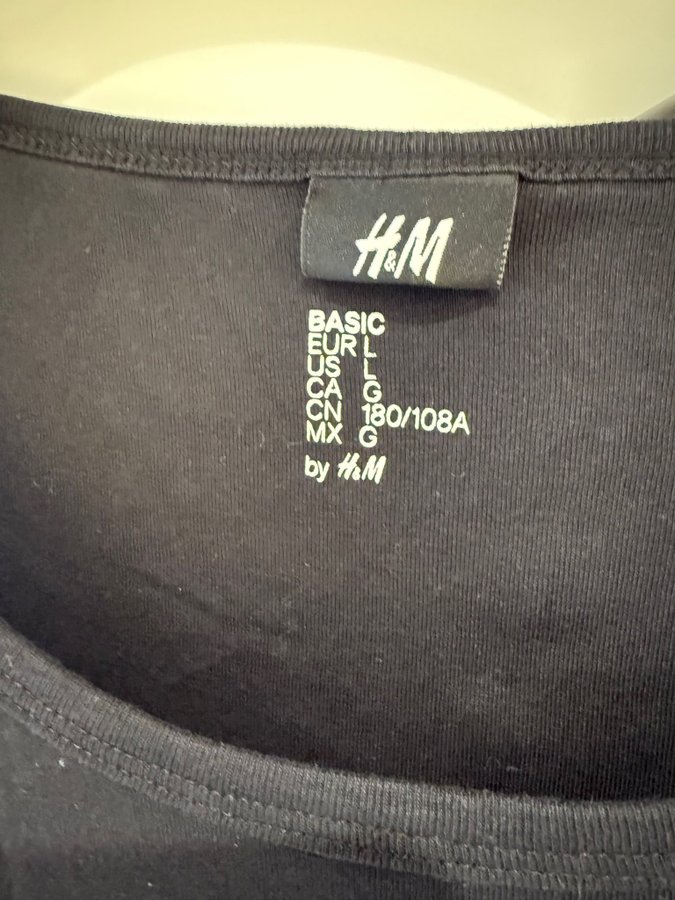 H&M
BASIC
EUR L
US L
CA G
CN 180/108A
MX G
by H&M